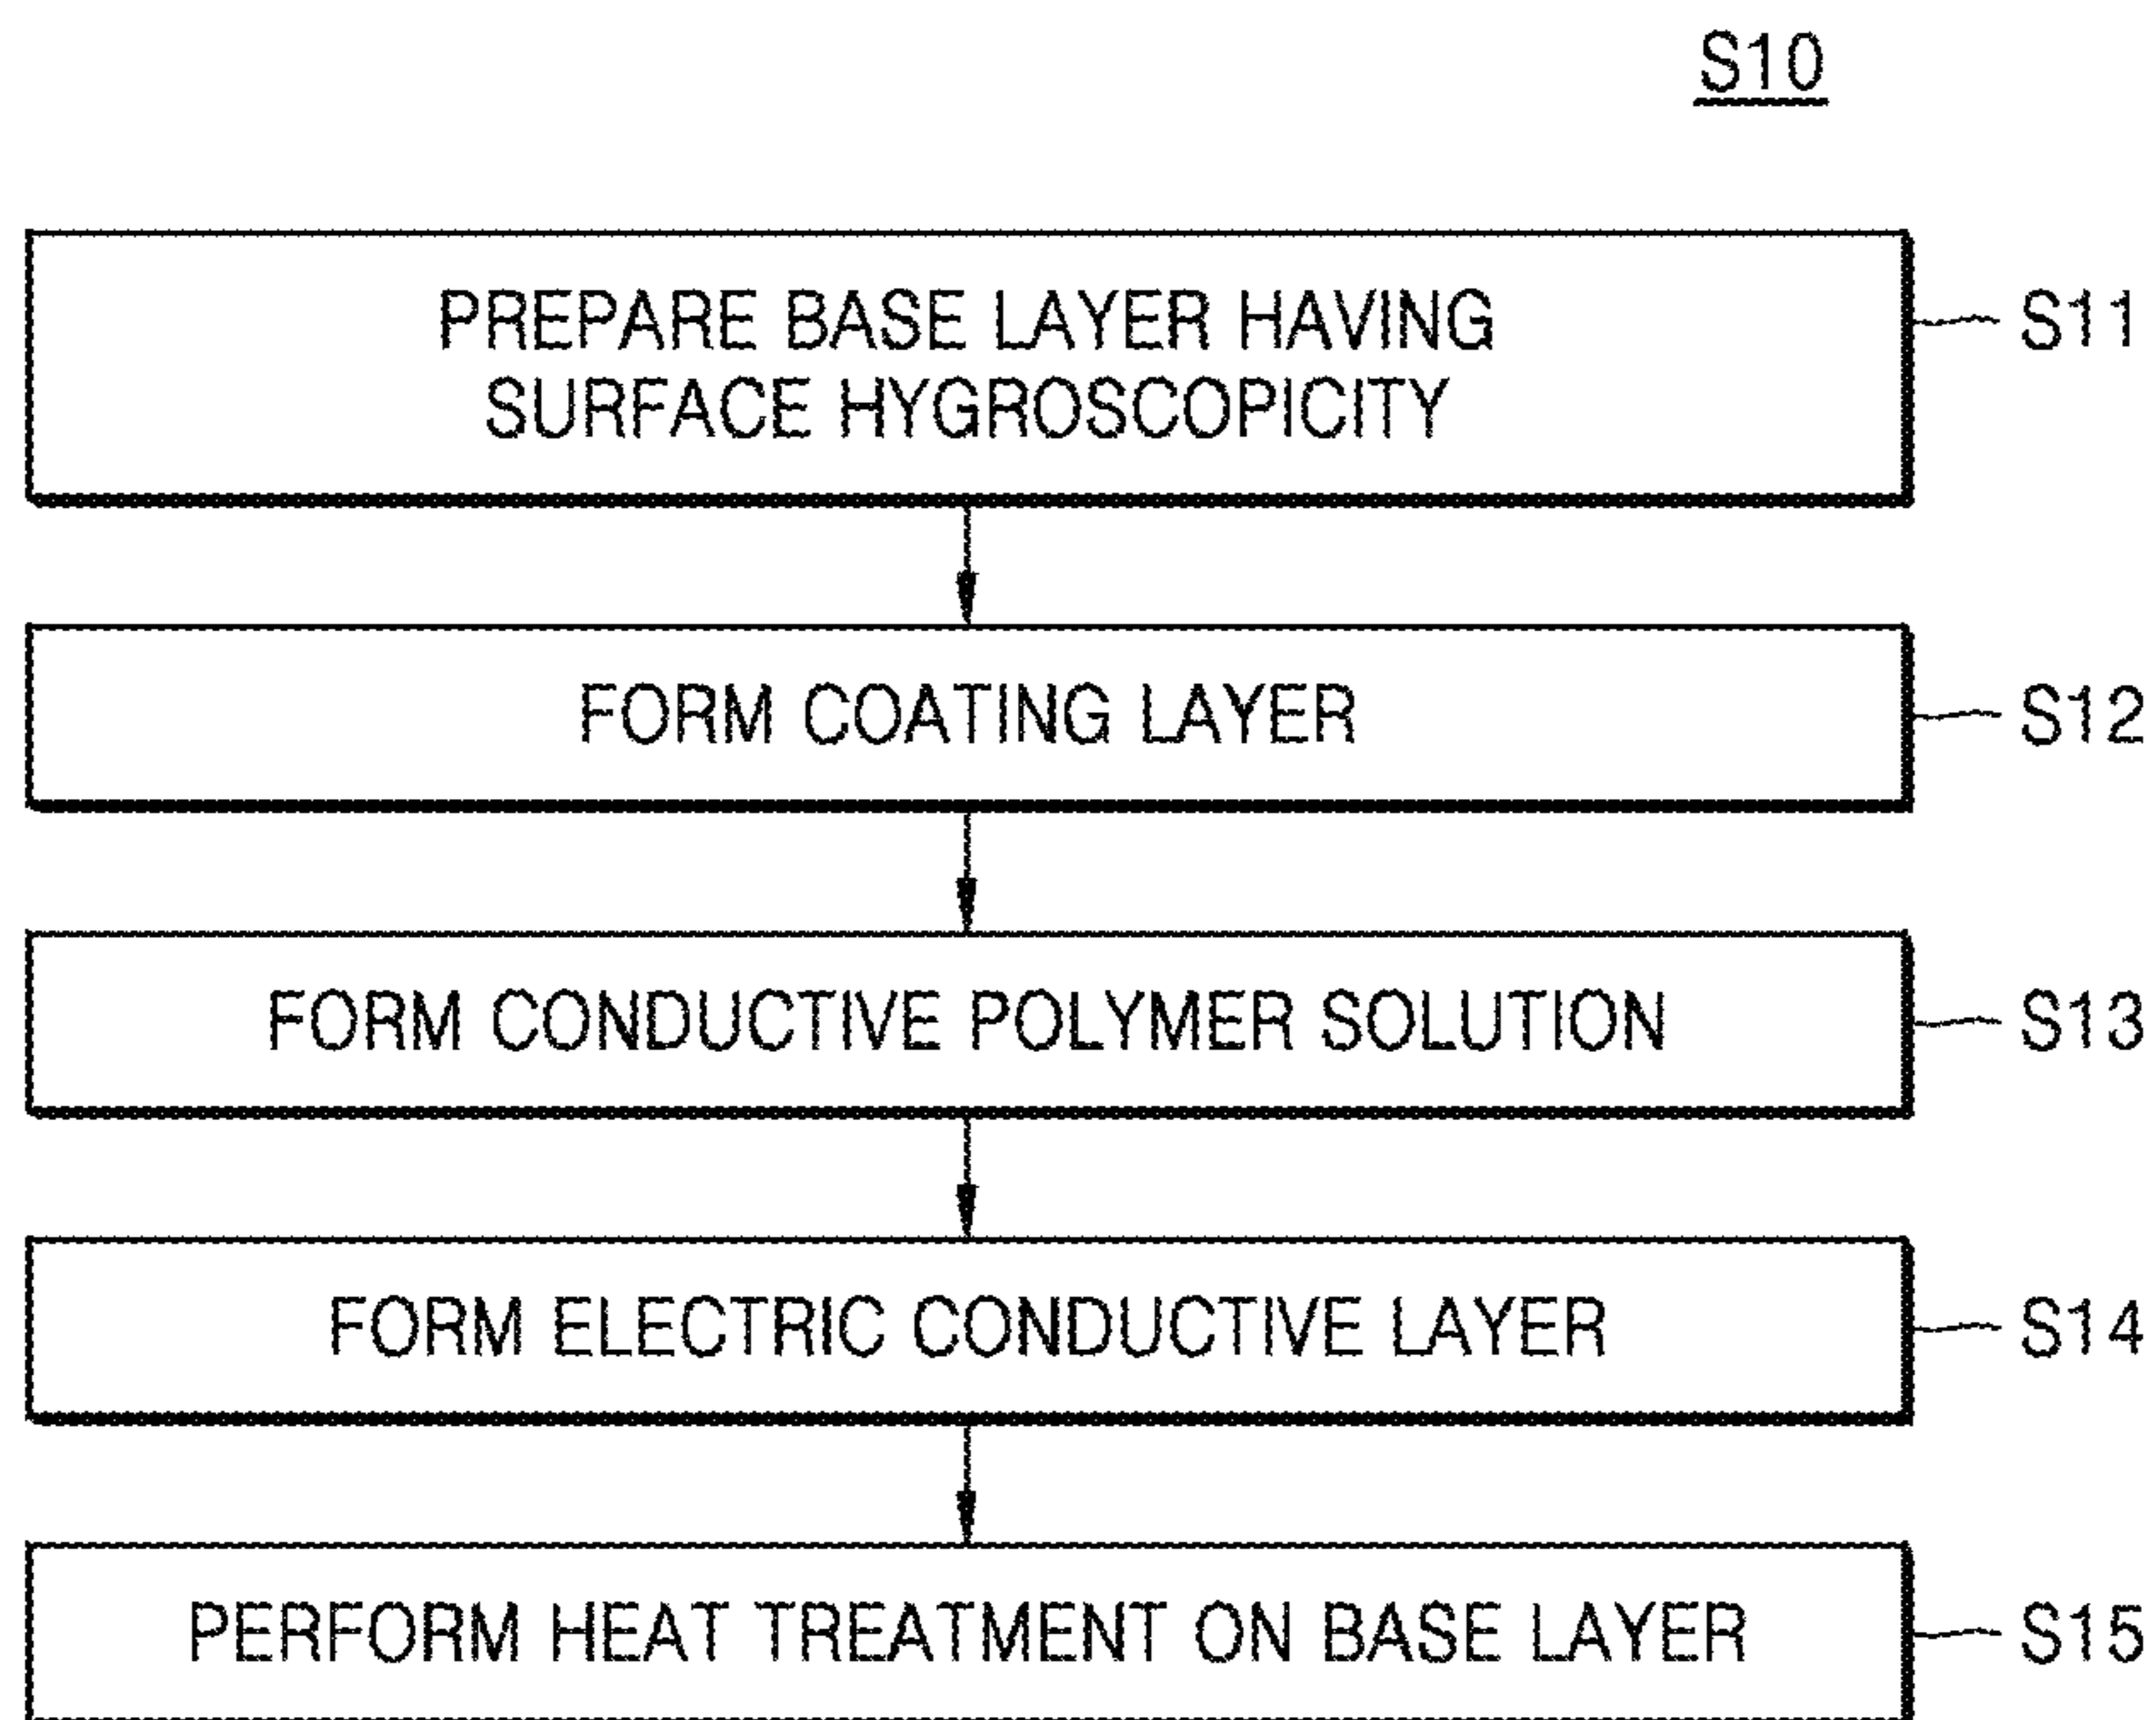 S10
PREPARE BASE LAYER HAVING
SURFACE HYGROSCOPICITY
S11
FORM COATING LAYER
S12
FORM CONDUCTIVE POLYMER SOLUTION
S13
FORM ELECTRIC CONDUCTIVE LAYER
S14
PERFORM HEAT TREATMENT ON BASE LAYER
S15